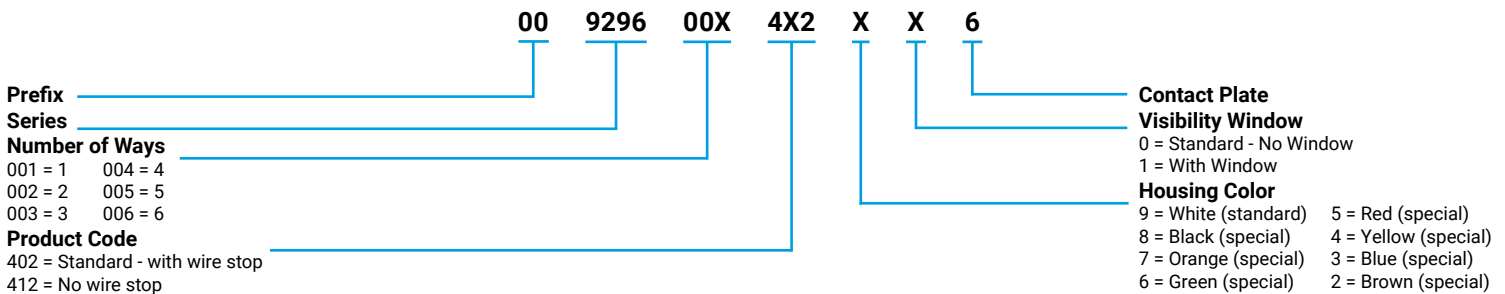 00 9296 00X 4X2 X X 6
Prefix
Series
Number of Ways
001 = 1 004 = 4
002 = 2 005 = 5
003 = 3 006 = 6
Product Code
402 = Standard - with wire stop
412 = No wire stop
Contact Plate
Visibility Window
0 = Standard - No Window
1 = With Window
Housing Color
9 = White (standard) 5 = Red (special)
8 = Black (special) 4 = Yellow (special)
7 = Orange (special) 3 = Blue (special)
6 = Green (special) 2 = Brown (special)